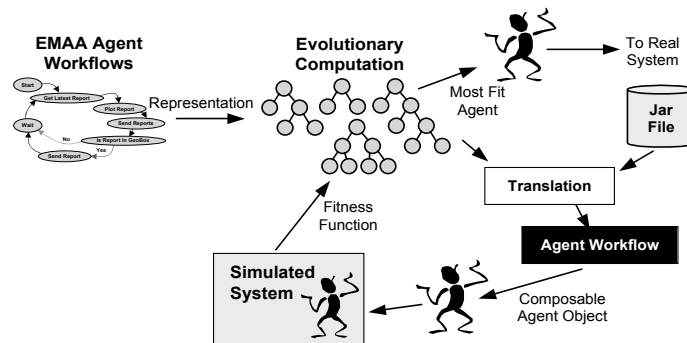 EMAA Agent
Workflows
Start
Get Latest Report
Plot Report
Send Reports
Is Report in GeoBox
Wait
No
Yes
Send Report
Representation
Evolutionary
Computation
Most Fit
Agent
To Real
System
Jar
File
Translation
Agent Workflow
Composable
Agent Object
Simulated
System
Fitness
Function